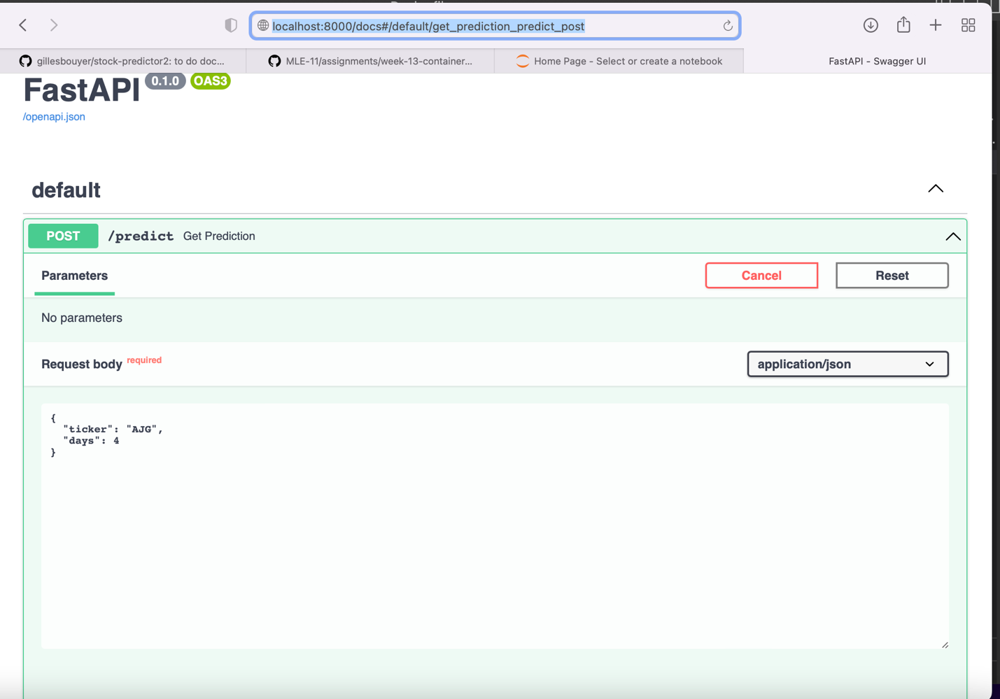 localhost:8000/docs#/default/get_prediction_predict_post
gillesbouyer/stock-predictor2: to do doc...
MLE-11/assignments/week-13-container...
Home Page - Select or create a notebook
FastAPI - Swagger UI
FastAPI 0.1.0 OAS3
/openapi.json
default
POST /predict Get Prediction
Parameters
Cancel
Reset
No parameters
Request body required
application/json
{
"ticker": "AJG",
"days": 4
}